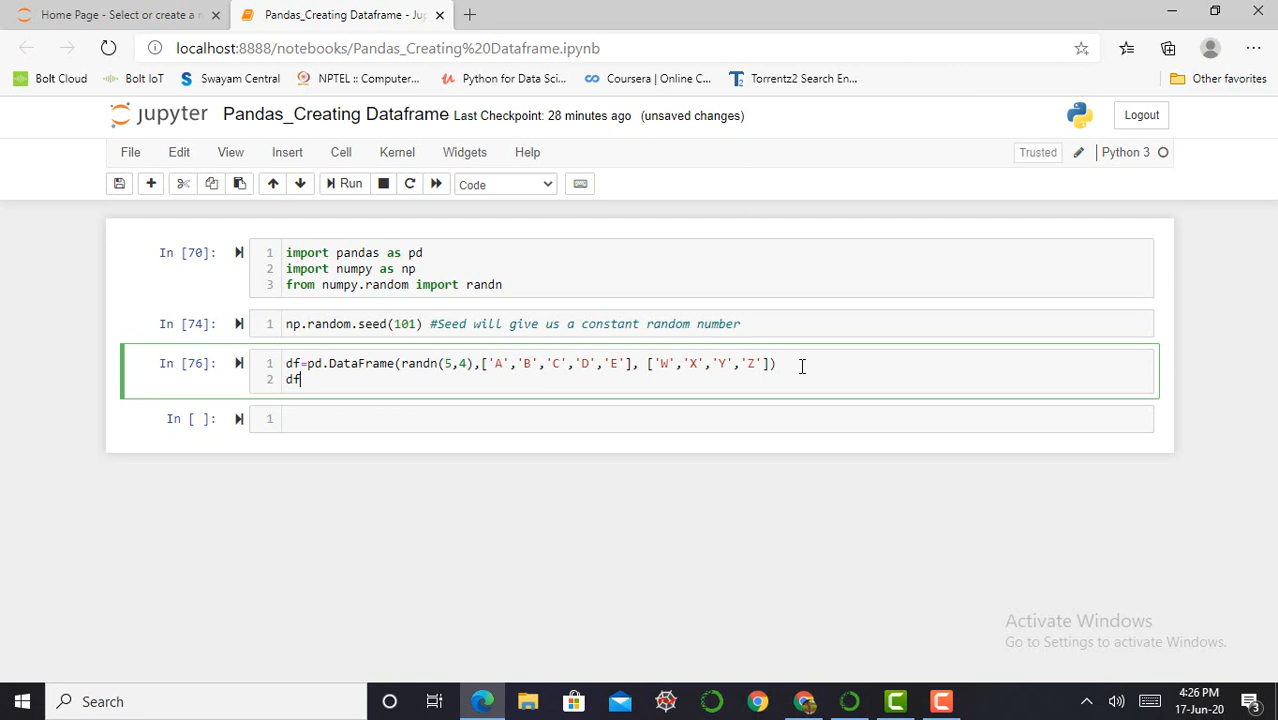 Home Page - Select or create a n
Pandas_Creating Dataframe - Jup
localhost:8888/notebooks/Pandas_Creating%20Dataframe.ipynb
Bolt Cloud
Bolt IoT
Swayam Central
NPTEL :: Computer...
Python for Data Sci...
Coursera | Online C...
Torrentz2 Search En...
Other favorites
jupyter
Pandas_Creating Dataframe Last Checkpoint: 28 minutes ago (unsaved changes)
Logout
File Edit View Insert Cell Kernel Widgets Help
Trusted
Python 3
Run
Code
In [70]:
1 import pandas as pd
2 import numpy as np
3 from numpy.random import randn
In [74]:
1 np.random.seed(101) #Seed will give us a constant random number
In [76]:
1 df=pd.DataFrame(randn(5,4),['A','B','C','D','E'], ['W','X','Y','Z'])
2 df
In [ ]:
1
Activate Windows
Go to Settings to activate Windows.
Search
4:26 PM
17-Jun-20
3